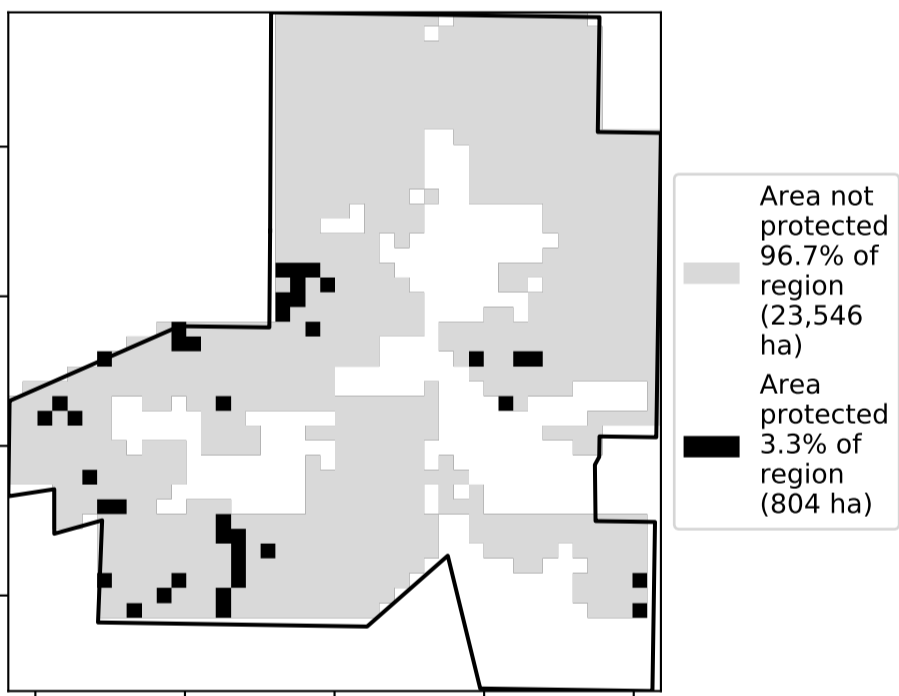 Area not
protected
96.7% of
region
(23,546
ha)
Area
protected
3.3% of
region
(804 ha)